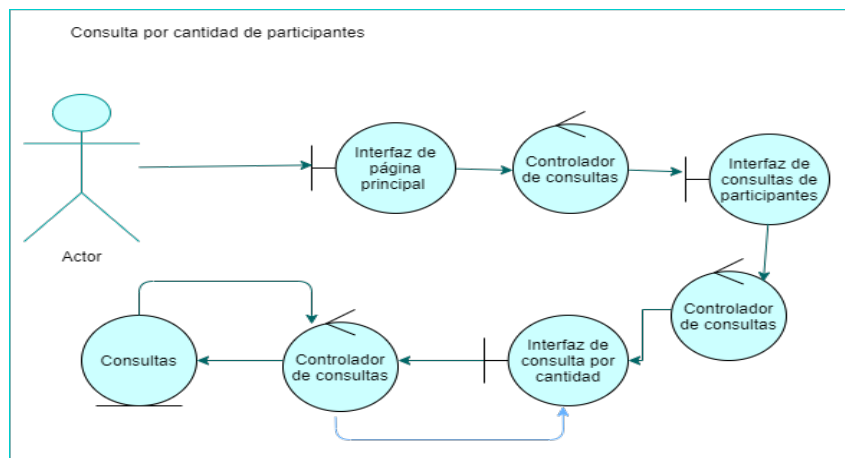 Consulta por cantidad de participantes
Interfaz de
página
principal
Controlador
de consultas
Interfaz de
consultas de
participantes
Actor
Controlador
de consultas
Interfaz de
consulta por
cantidad
Controlador
de consultas
Consultas